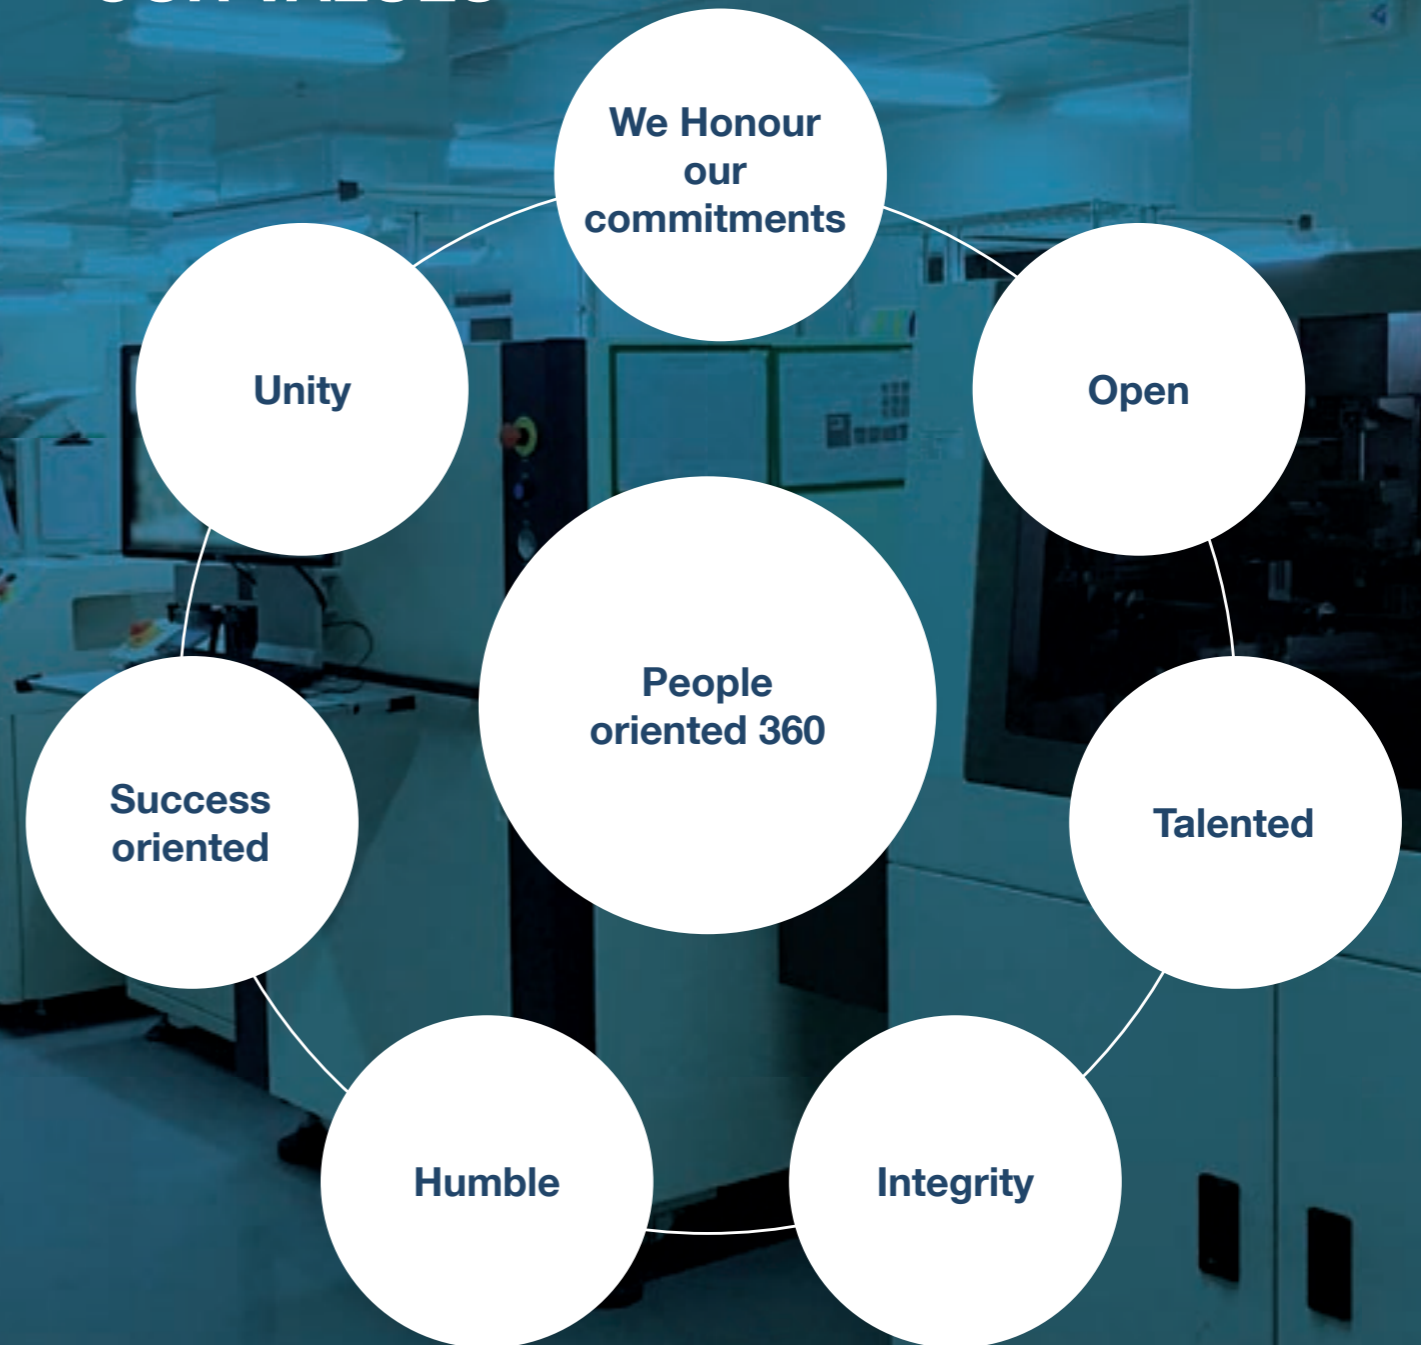 We Honour
our
commitments
Unity
Open
People
oriented 360
Success
oriented
Talented
Humble
Integrity